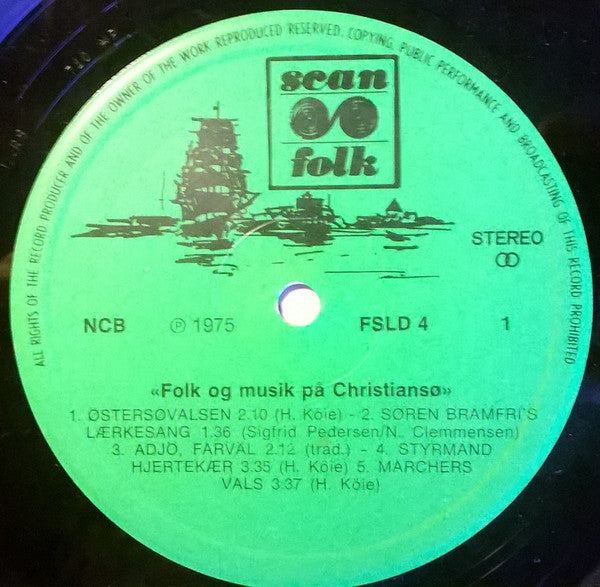 ALL RIGHTS OF THE RECORD PRODUCER AND OF THE OWNER OF THE WORK REPRODUCED RESERVED. COPYING, PUBLIC PERFORMANCE AND BROADCASTING OF THIS RECORD PROHIBITED
scan
folk
STEREO
NCB ℗ 1975 FSLD 4 1
«Folk og musik på Christiansø»
1. ØSTERSØVALSEN 2.10 (H. Köie) - 2. SØREN BRAMFRI'S
LÆRKESANG 1.36 (Sigfrid Pedersen/N. Clemmensen)
3. ADJÖ, FARVAL 2.12 (trad.) - 4. STYRMAND
HJERTEKÆR 3.35 (H. Köie) 5. MARCHERS
VALS 3:37 (H. Köie)